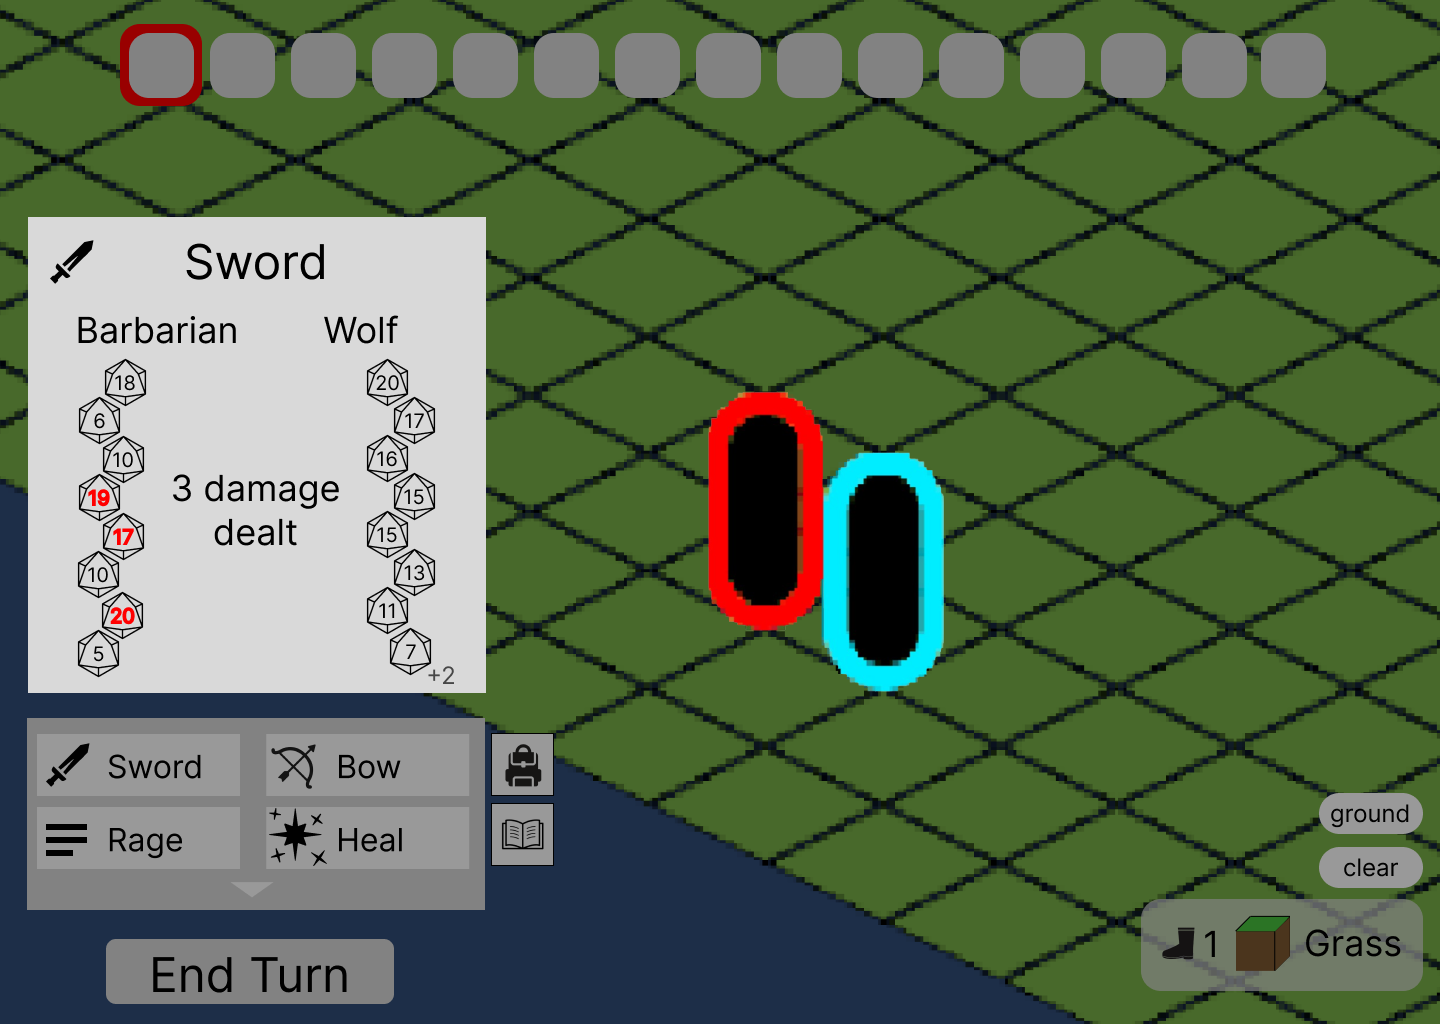 Sword
Barbarian Wolf
18 20
6 17
10 16
19 15
3 damage
dealt
17 15
10 13
20 11
5 7
+2
Sword Bow
Rage Heal
End Turn
ground
clear
1 Grass